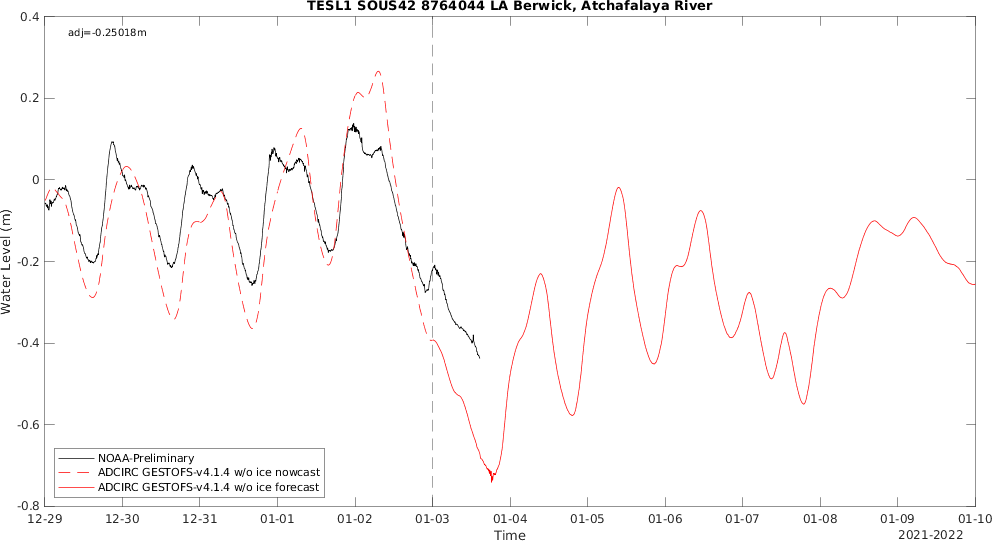 TESL1 SOUS42 8764044 LA Berwick, Atchafalaya River
adj=-0.25018m
0.4
0.2
0
-0.2
-0.4
-0.6
-0.8
Water Level (m)
NOAA-Preliminary
ADCIRC GESTOFS-v4.1.4 w/o ice nowcast
ADCIRC GESTOFS-v4.1.4 w/o ice forecast
12-29 12-30 12-31 01-01 01-02 01-03 01-04 01-05 01-06 01-07 01-08 01-09 01-10
Time
2021-2022